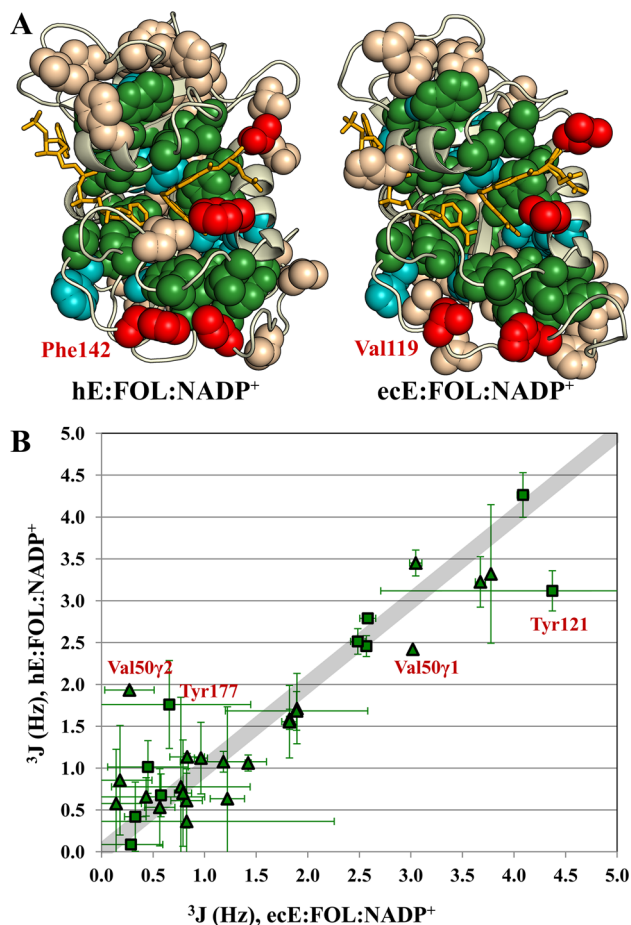 A
Phe142
Val119
hE:FOL:NADP⁺
ecE:FOL:NADP⁺
B
5.0
4.5
4.0
3.5
3.0
2.5
2.0
1.5
1.0
0.5
0.0
³J (Hz), hE:FOL:NADP⁺
Tyr121
Val50γ2
Val50γ1
Tyr177
0.0 0.5 1.0 1.5 2.0 2.5 3.0 3.5 4.0 4.5 5.0
³J (Hz), ecE:FOL:NADP⁺